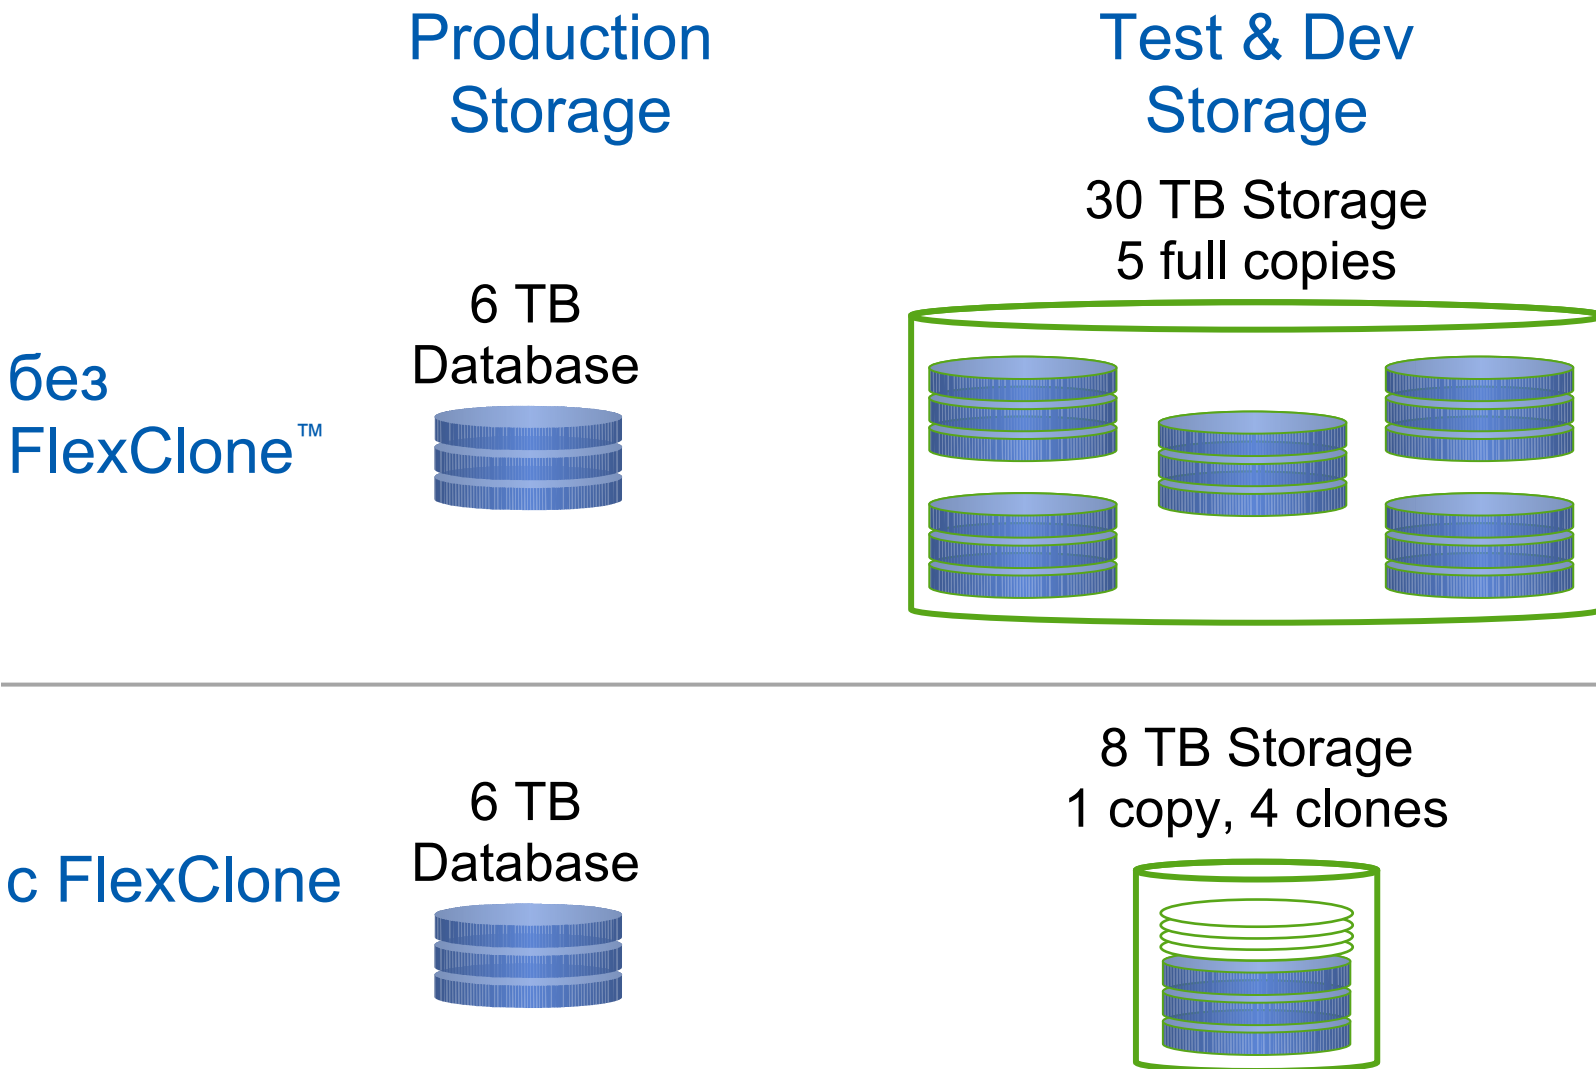 Production
Storage
Test & Dev
Storage
30 TB Storage
5 full copies
6 TB
Database
без
FlexClone™
8 TB Storage
1 copy, 4 clones
6 TB
Database
с FlexClone